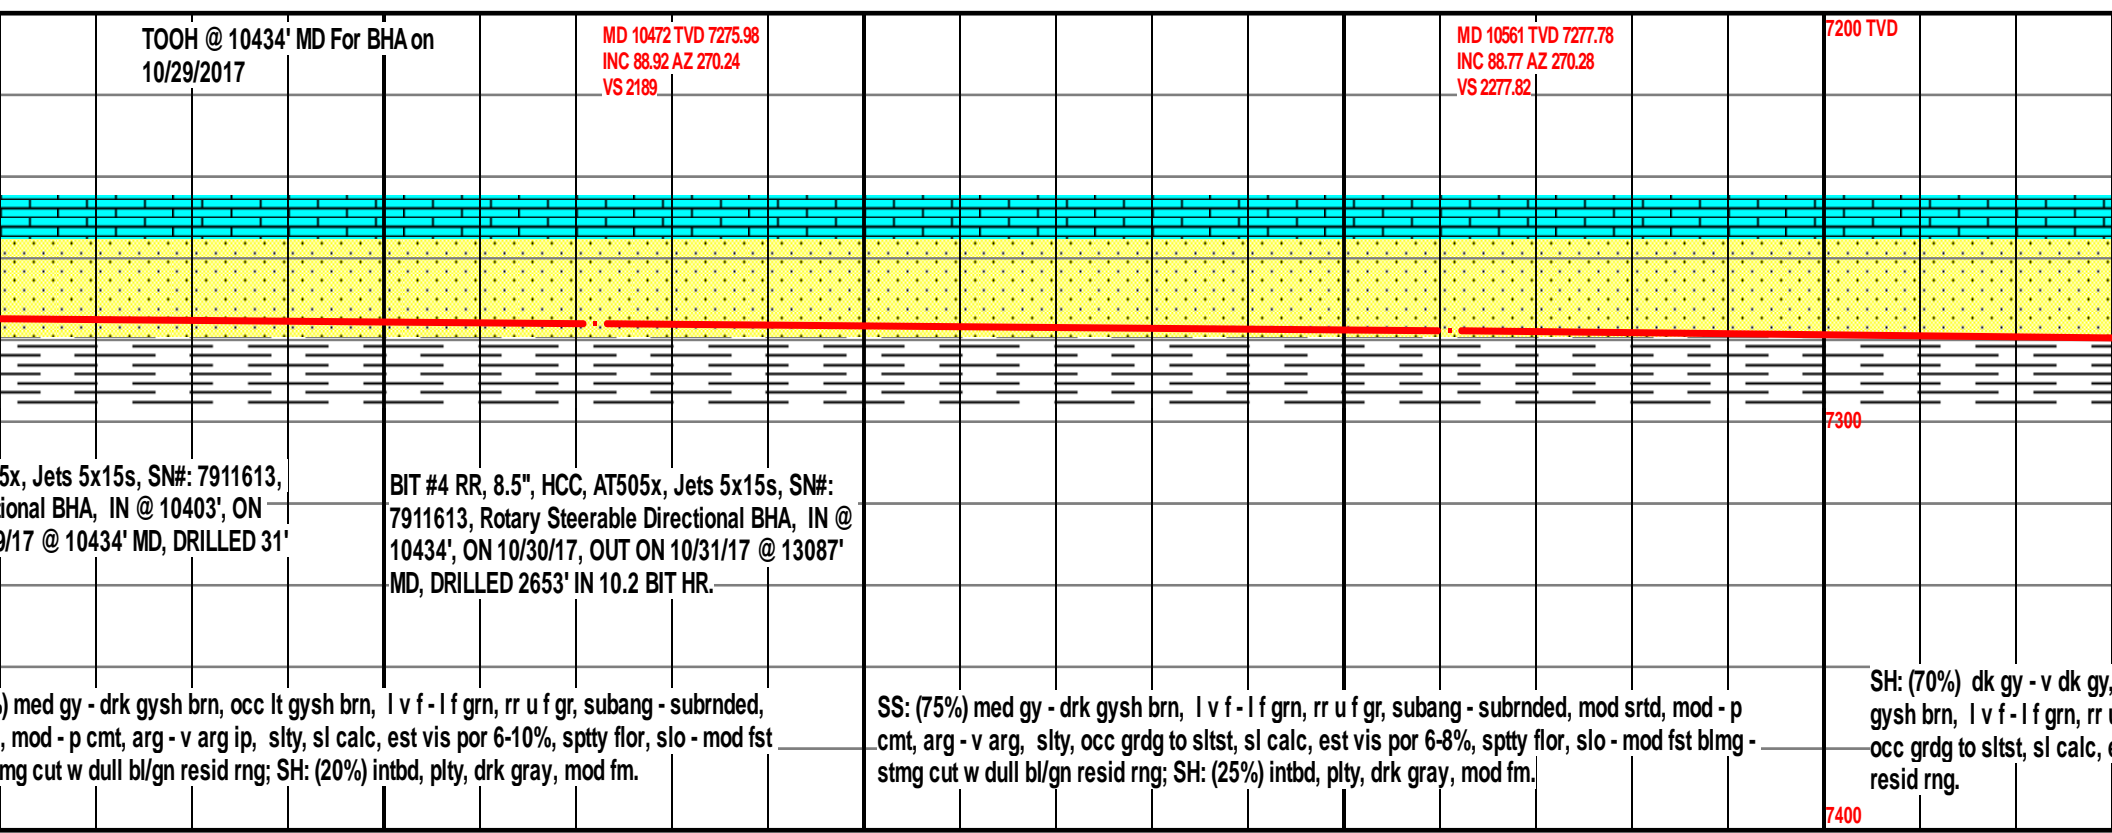 TOOH @ 10434' MD For BHA on
10/29/2017
MD 10472 TVD 7275.98
INC 88.92 AZ 270.24
VS 2189
MD 10561 TVD 7277.78
INC 88.77 AZ 270.28
VS 2277.82
7200 TVD
7300
5x, Jets 5x15s, SN#: 7911613,
tional BHA, IN @ 10403', ON
9/17 @ 10434' MD, DRILLED 31'
BIT #4 RR, 8.5", HCC, AT505x, Jets 5x15s, SN#:
7911613, Rotary Steerable Directional BHA, IN @
10434', ON 10/30/17, OUT ON 10/31/17 @ 13087'
MD, DRILLED 2653' IN 10.2 BIT HR.
) med gy - drk gysh brn, occ lt gysh brn, l v f - l f grn, rr u f gr, subang - subrnded,
, mod - p cmt, arg - v arg ip, slty, sl calc, est vis por 6-10%, sptty flor, slo - mod fst
mg cut w dull bl/gn resid rng; SH: (20%) intbd, plty, drk gray, mod fm.
SS: (75%) med gy - drk gysh brn, l v f - l f grn, rr u f gr, subang - subrnded, mod srtd, mod - p
cmt, arg - v arg, slty, occ grdg to sltst, sl calc, est vis por 6-8%, sptty flor, slo - mod fst blmg -
stmg cut w dull bl/gn resid rng; SH: (25%) intbd, plty, drk gray, mod fm.
SH: (70%) dk gy - v dk gy,
gysh brn, l v f - l f grn, rr u
occ grdg to sltst, sl calc, e
resid rng.
7400